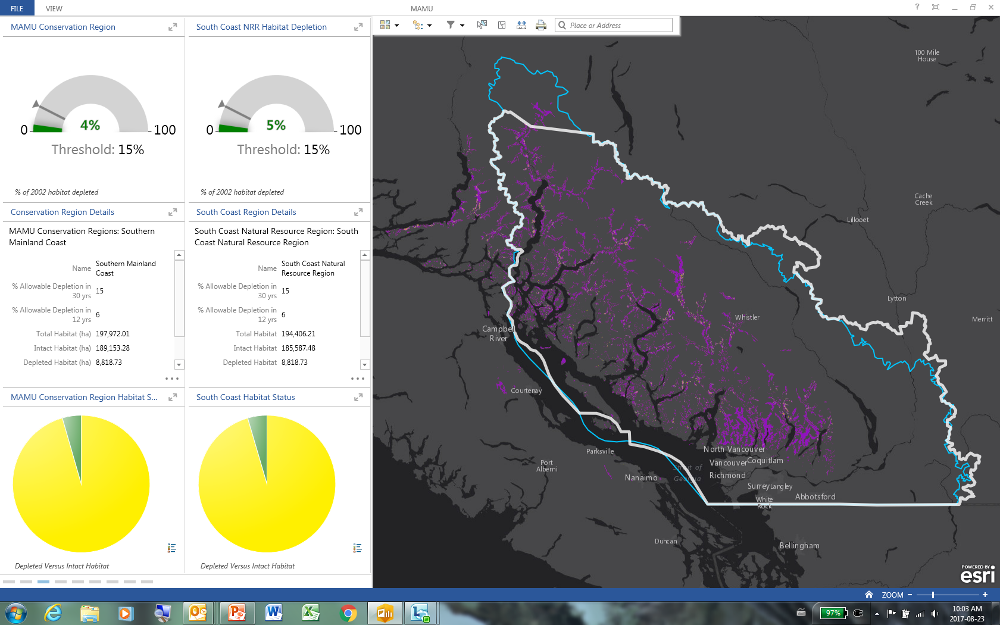 FILE
VIEW
MAMU
?
MAMU Conservation Region
South Coast NRR Habitat Depletion
Place or Address
0
4%
100
Threshold: 15%
% of 2002 habitat depleted
0
5%
100
Threshold: 15%
% of 2002 habitat depleted
Conservation Region Details
MAMU Conservation Regions: Southern
Mainland Coast
Name Southern Mainland
Coast
% Allowable Depletion in
30 yrs 15
% Allowable Depletion in
12 yrs 6
Total Habitat (ha) 197,972.01
Intact Habitat (ha) 189,153.28
Depleted Habitat (ha) 8,818.73
South Coast Region Details
South Coast Natural Resource Region: South
Coast Natural Resource Region
Name South Coast Natural
Resource Region
% Allowable Depletion in
30 yrs 15
% Allowable Depletion in
12 yrs 6
Total Habitat 194,406.21
Intact Habitat 185,587.48
Depleted Habitat 8,818.73
MAMU Conservation Region Habitat S...
Depleted Versus Intact Habitat
South Coast Habitat Status
Depleted Versus Intact Habitat
100 Mile
House
Cache
Creek
Lillooet
Lytton
Merritt
Whistler
Campbell
River
Courtenay
Parksville
Port
Alberni
Nanaimo
Strait of
Georgia
North Vancouver
Vancouver
Coquitlam
Richmond
Surrey
Langley
White
Rock
Abbotsford
Duncan
Bellingham
POWERED BY
esri
ZOOM
97%
10:03 AM
2017-08-23